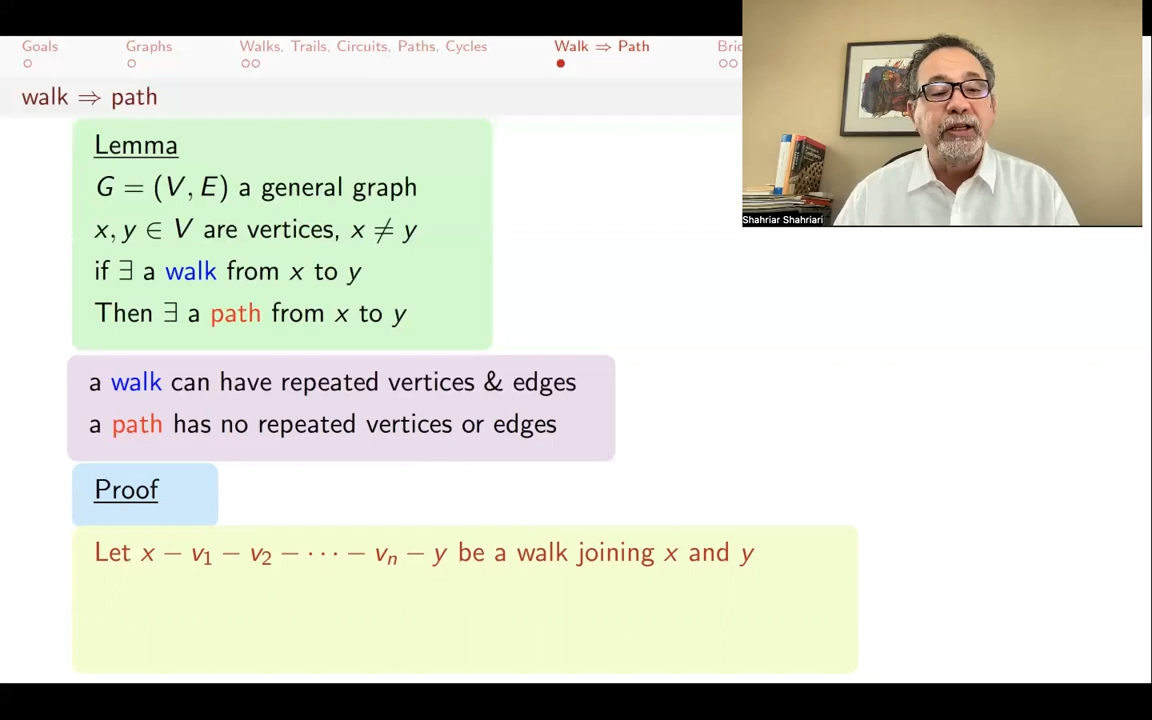 Goals Graphs Walks, Trails, Circuits, Paths, Cycles Walk ⇒ Path
walk ⇒ path
Lemma
G = (V, E) a general graph
x, y ∈ V are vertices, x ≠ y
if ∃ a walk from x to y
Then ∃ a path from x to y
a walk can have repeated vertices & edges
a path has no repeated vertices or edges
Proof
Let x − v₁ − v₂ − ⋯ − vₙ − y be a walk joining x and y
Shahriar Shahriari